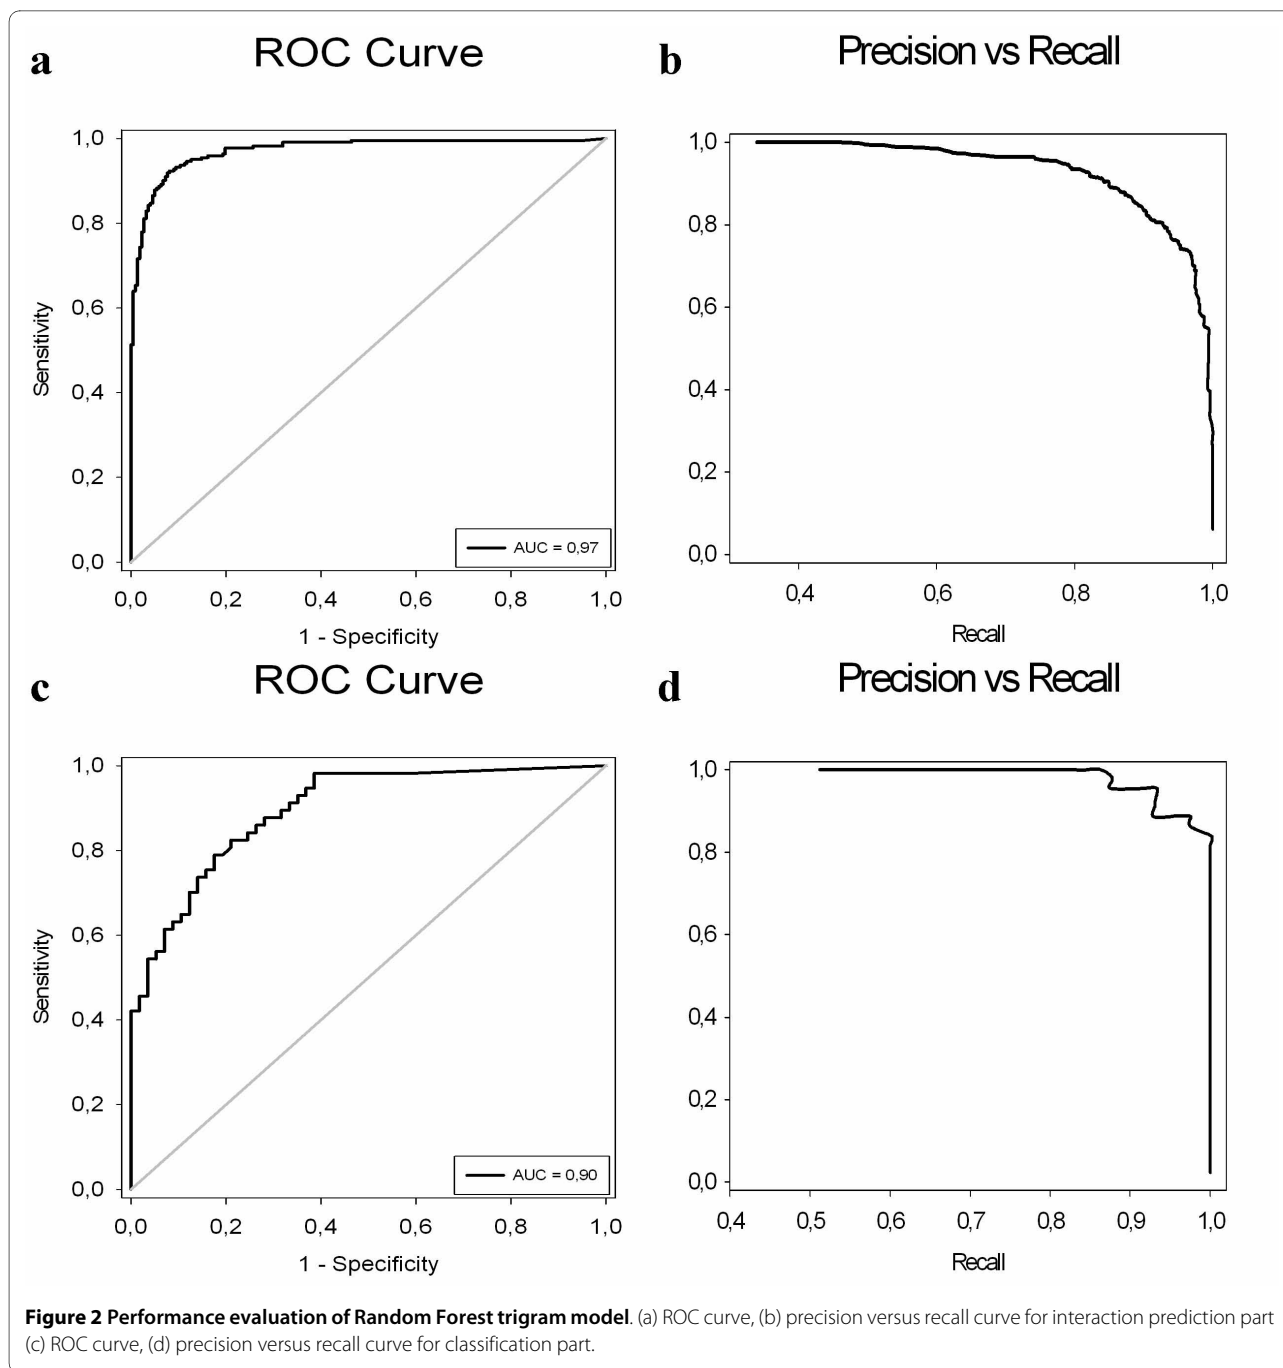 a
ROC Curve
1,0
0,8
0,6
0,4
0,2
0,0
Sensitivity
AUC = 0,97
0,0 0,2 0,4 0,6 0,8 1,0
1 - Specificity
b
Precision vs Recall
1,0
0,8
0,6
0,4
0,2
0,0
0,4 0,6 0,8 1,0
Recall
c
ROC Curve
1,0
0,8
0,6
0,4
0,2
0,0
Sensitivity
AUC = 0,90
0,0 0,2 0,4 0,6 0,8 1,0
1 - Specificity
d
Precision vs Recall
1,0
0,8
0,6
0,4
0,2
0,0
0,4 0,5 0,6 0,7 0,8 0,9 1,0
Recall
Figure 2 Performance evaluation of Random Forest trigram model. (a) ROC curve, (b) precision versus recall curve for interaction prediction part
(c) ROC curve, (d) precision versus recall curve for classification part.